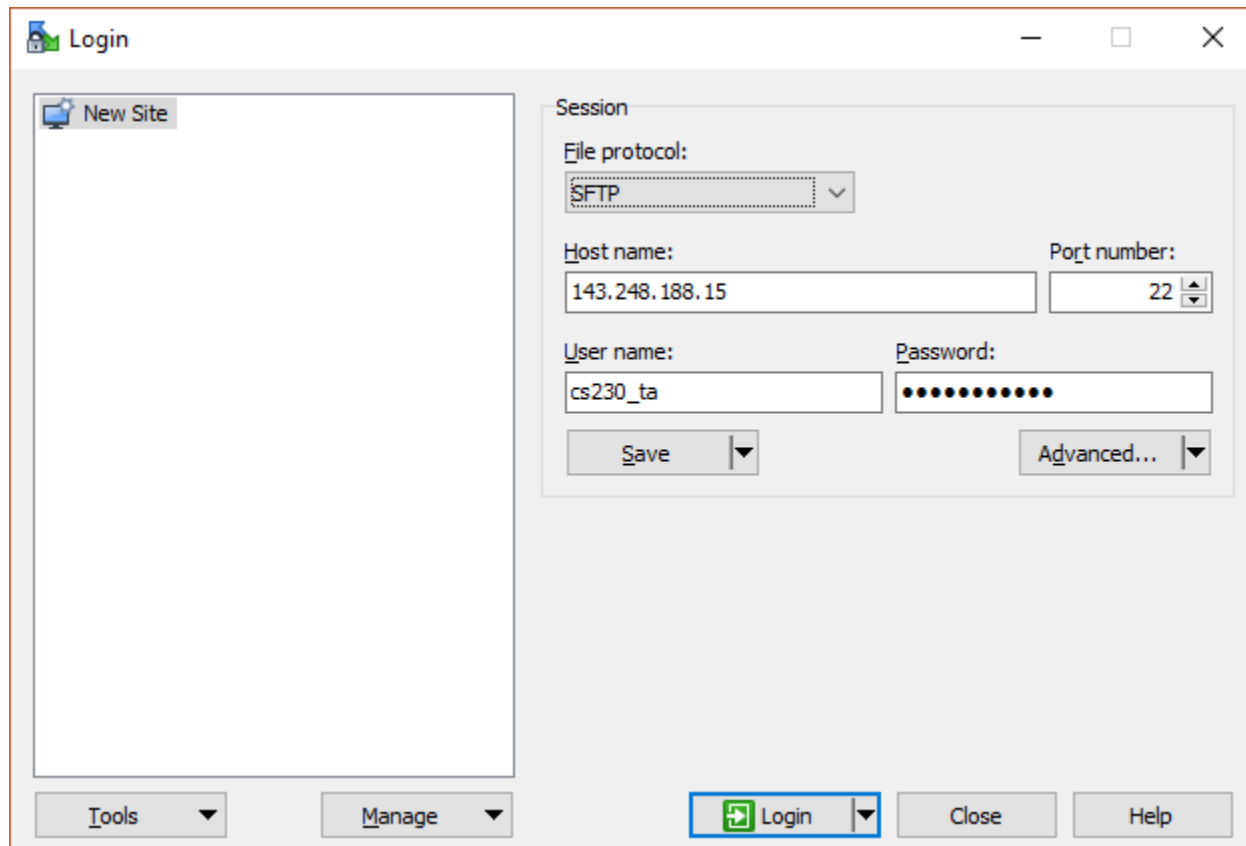 Login
New Site
Session
File protocol:
SFTP
Host name:
Port number:
143.248.188.15
22
User name:
Password:
cs230_ta
●●●●●●●●●●●
Save
Advanced...
Tools
Manage
Login
Close
Help